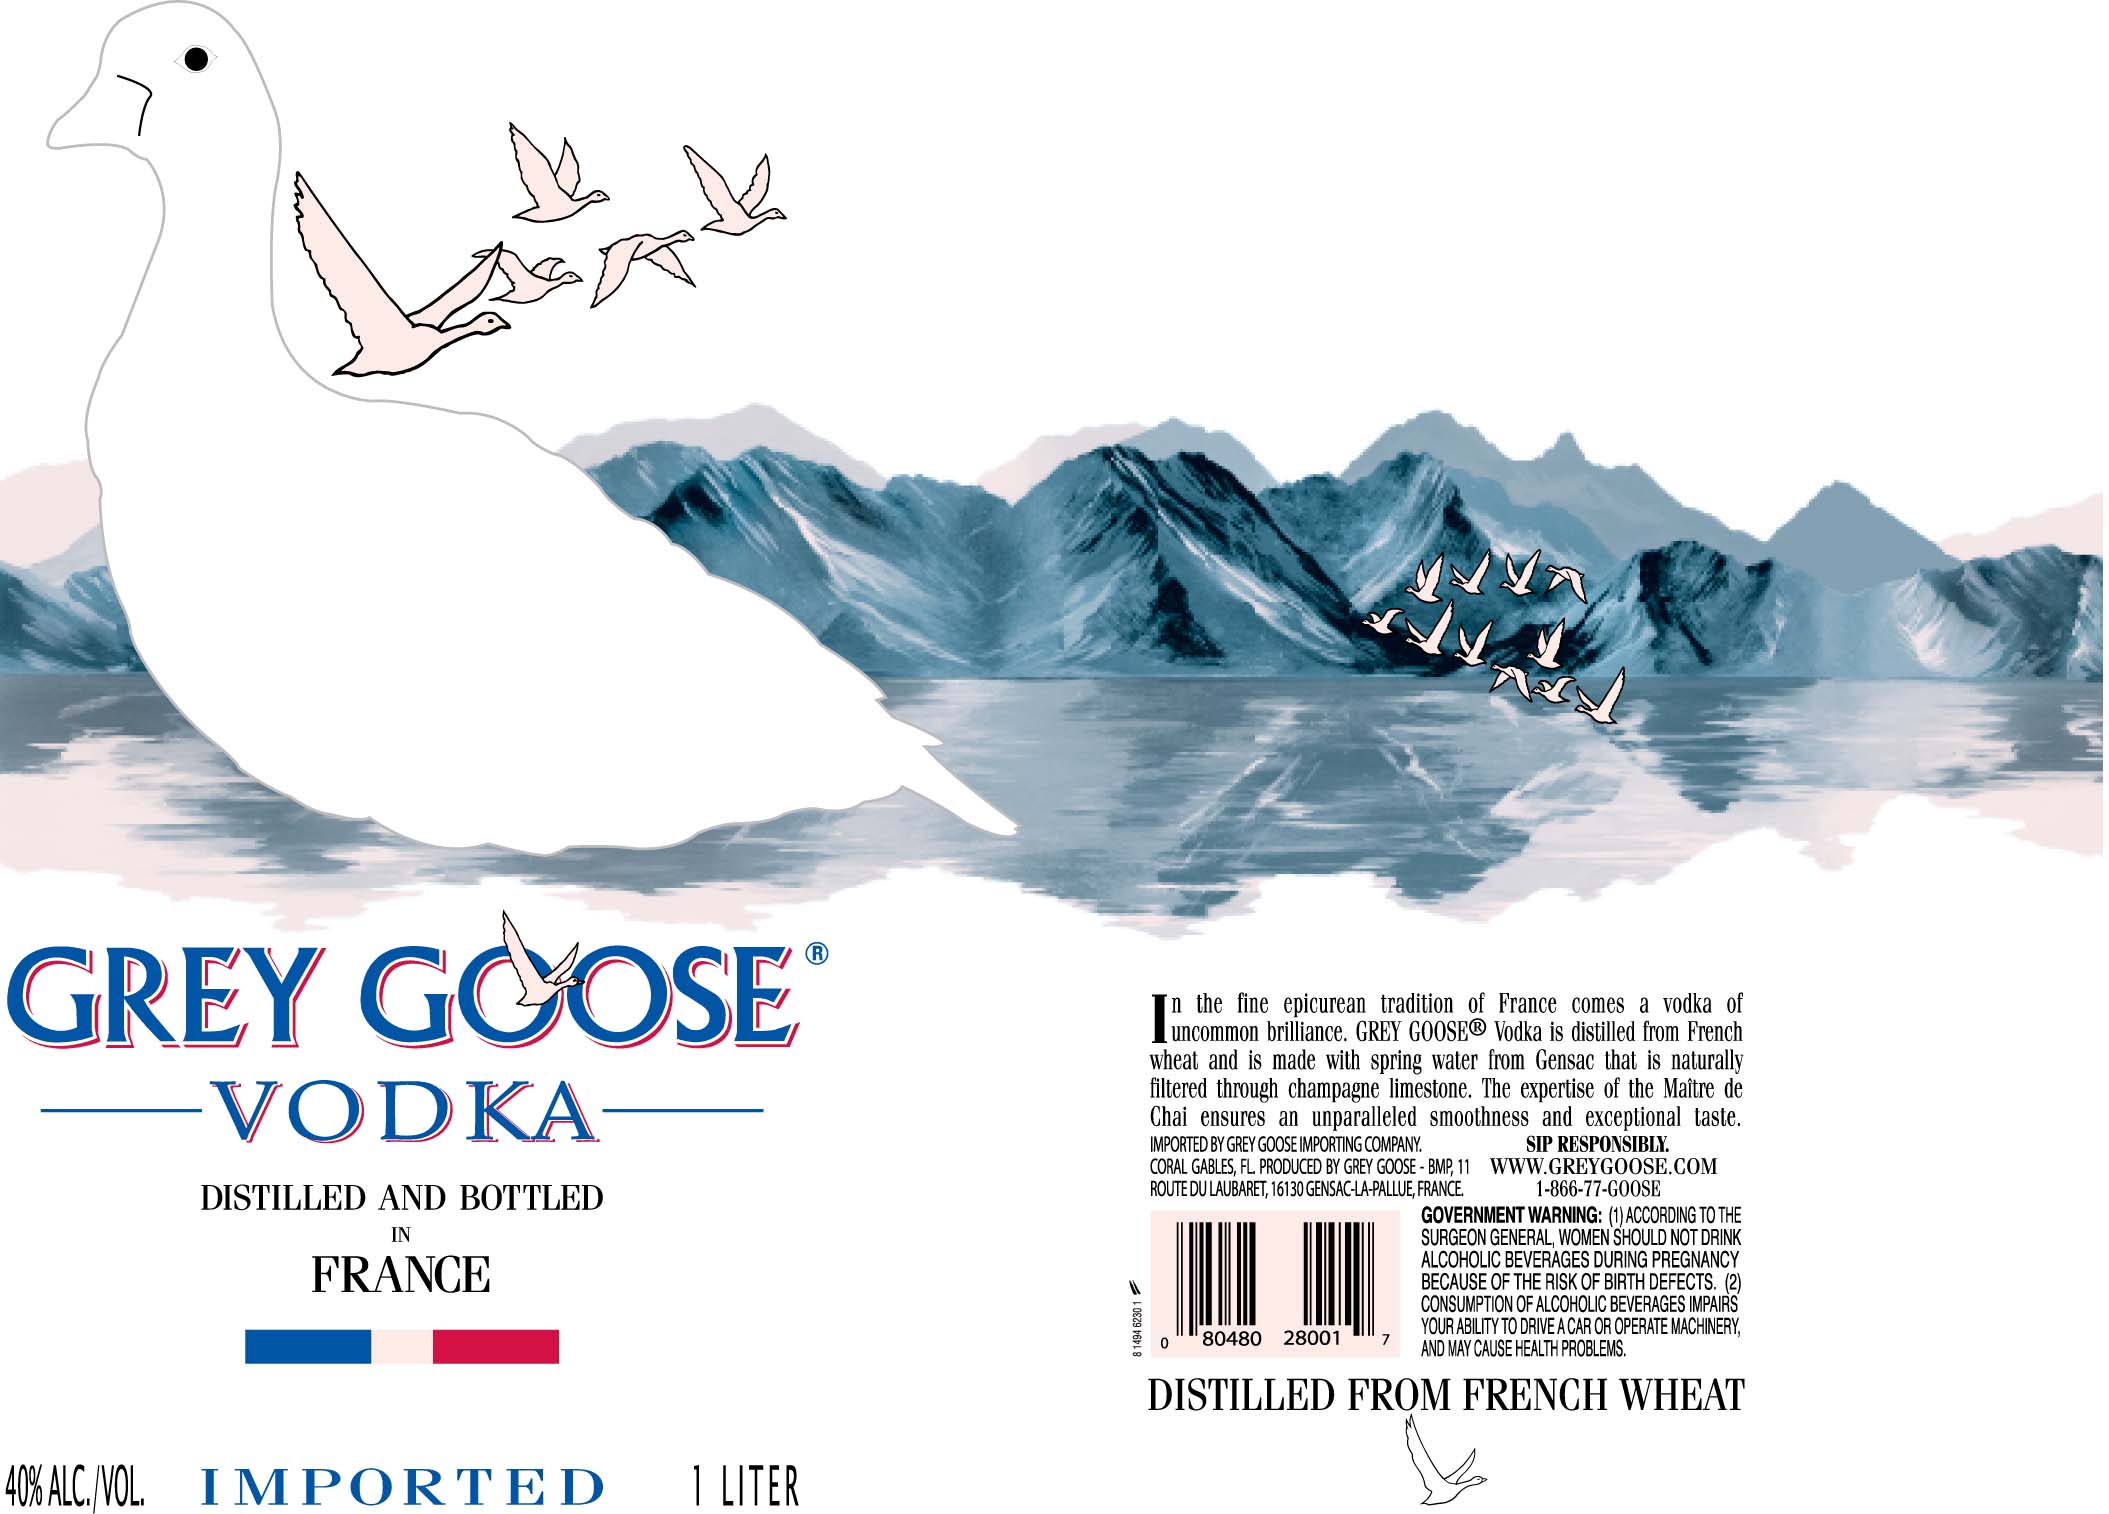 GREY GOOSE®
VODKA
DISTILLED AND BOTTLED
IN
FRANCE
40% ALC./VOL. IMPORTED 1 LITER
In the fine epicurean tradition of France comes a vodka of
uncommon brilliance. GREY GOOSE® Vodka is distilled from French
wheat and is made with spring water from Gensac that is naturally
filtered through champagne limestone. The expertise of the Maître de
Chai ensures an unparalleled smoothness and exceptional taste.
IMPORTED BY GREY GOOSE IMPORTING COMPANY.
CORAL GABLES, FL. PRODUCED BY GREY GOOSE - BMP, 11
ROUTE DU LAUBARET, 16130 GENSAC-LA-PALLUE, FRANCE.
SIP RESPONSIBLY.
WWW.GREYGOOSE.COM
1-866-77-GOOSE
GOVERNMENT WARNING: (1) ACCORDING TO THE
SURGEON GENERAL, WOMEN SHOULD NOT DRINK
ALCOHOLIC BEVERAGES DURING PREGNANCY
BECAUSE OF THE RISK OF BIRTH DEFECTS. (2)
CONSUMPTION OF ALCOHOLIC BEVERAGES IMPAIRS
YOUR ABILITY TO DRIVE A CAR OR OPERATE MACHINERY,
AND MAY CAUSE HEALTH PROBLEMS.
8 1494 6230 1
0 80480 28001 7
DISTILLED FROM FRENCH WHEAT